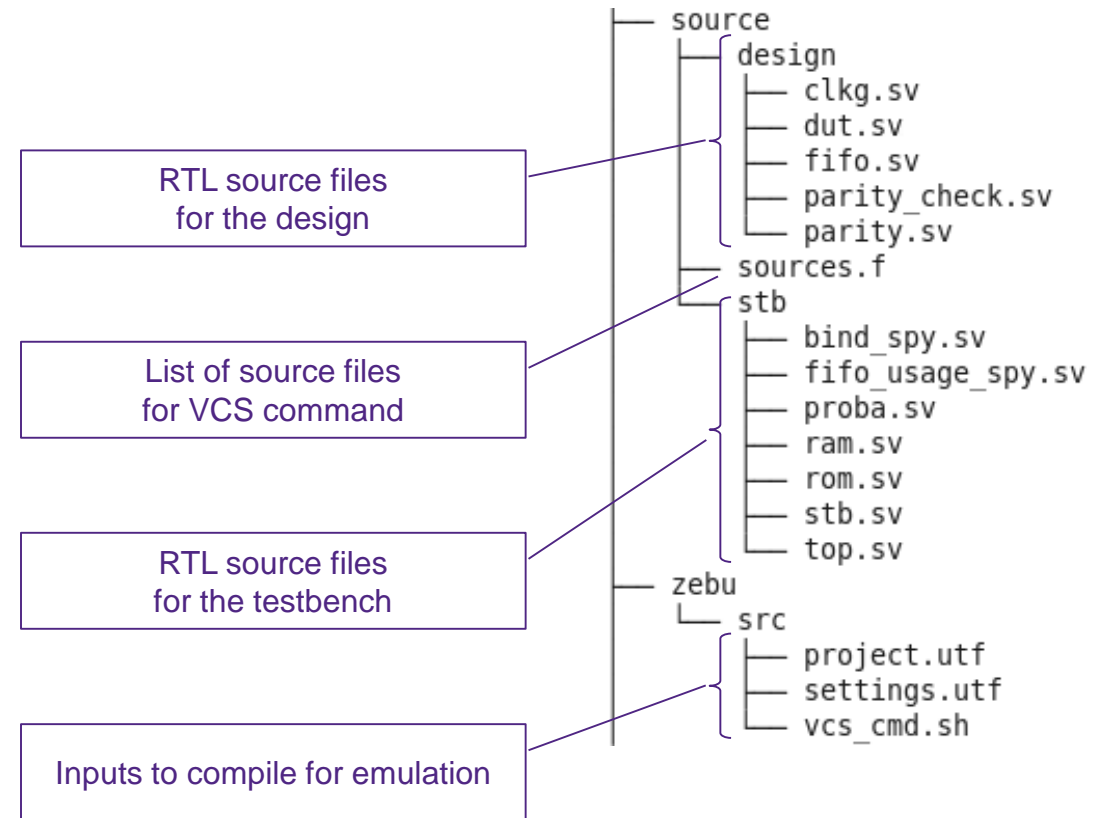 source
design
clkg.sv
dut.sv
fifo.sv
parity_check.sv
parity.sv
sources.f
stb
bind_spy.sv
fifo_usage_spy.sv
proba.sv
ram.sv
rom.sv
stb.sv
top.sv
zebu
src
project.utf
settings.utf
vcs_cmd.sh
RTL source files
for the design
List of source files
for VCS command
RTL source files
for the testbench
Inputs to compile for emulation